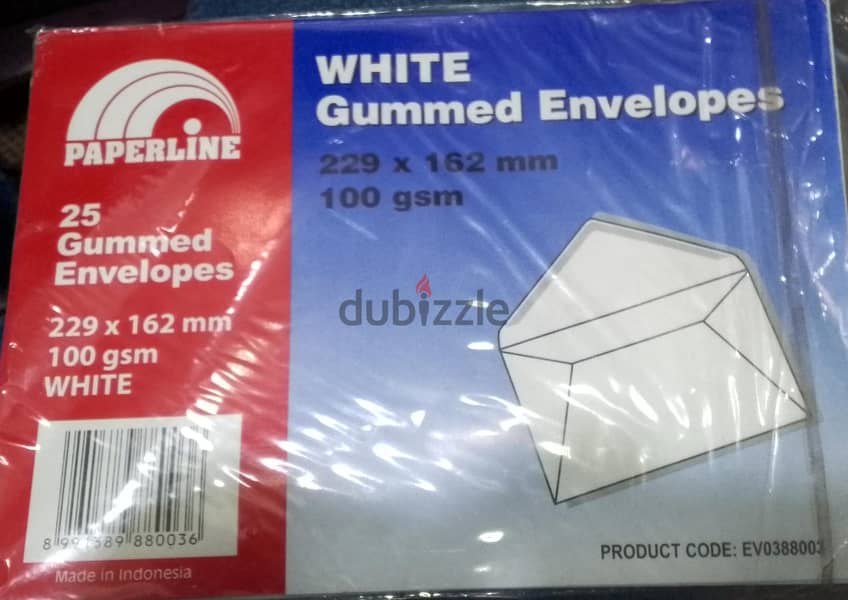 PAPERLINE
25
Gummed
Envelopes
229 x 162 mm
100 gsm
WHITE
Made in Indonesia
WHITE
Gummed Envelopes
229 x 162 mm
100 gsm
dubizzle
PRODUCT CODE: